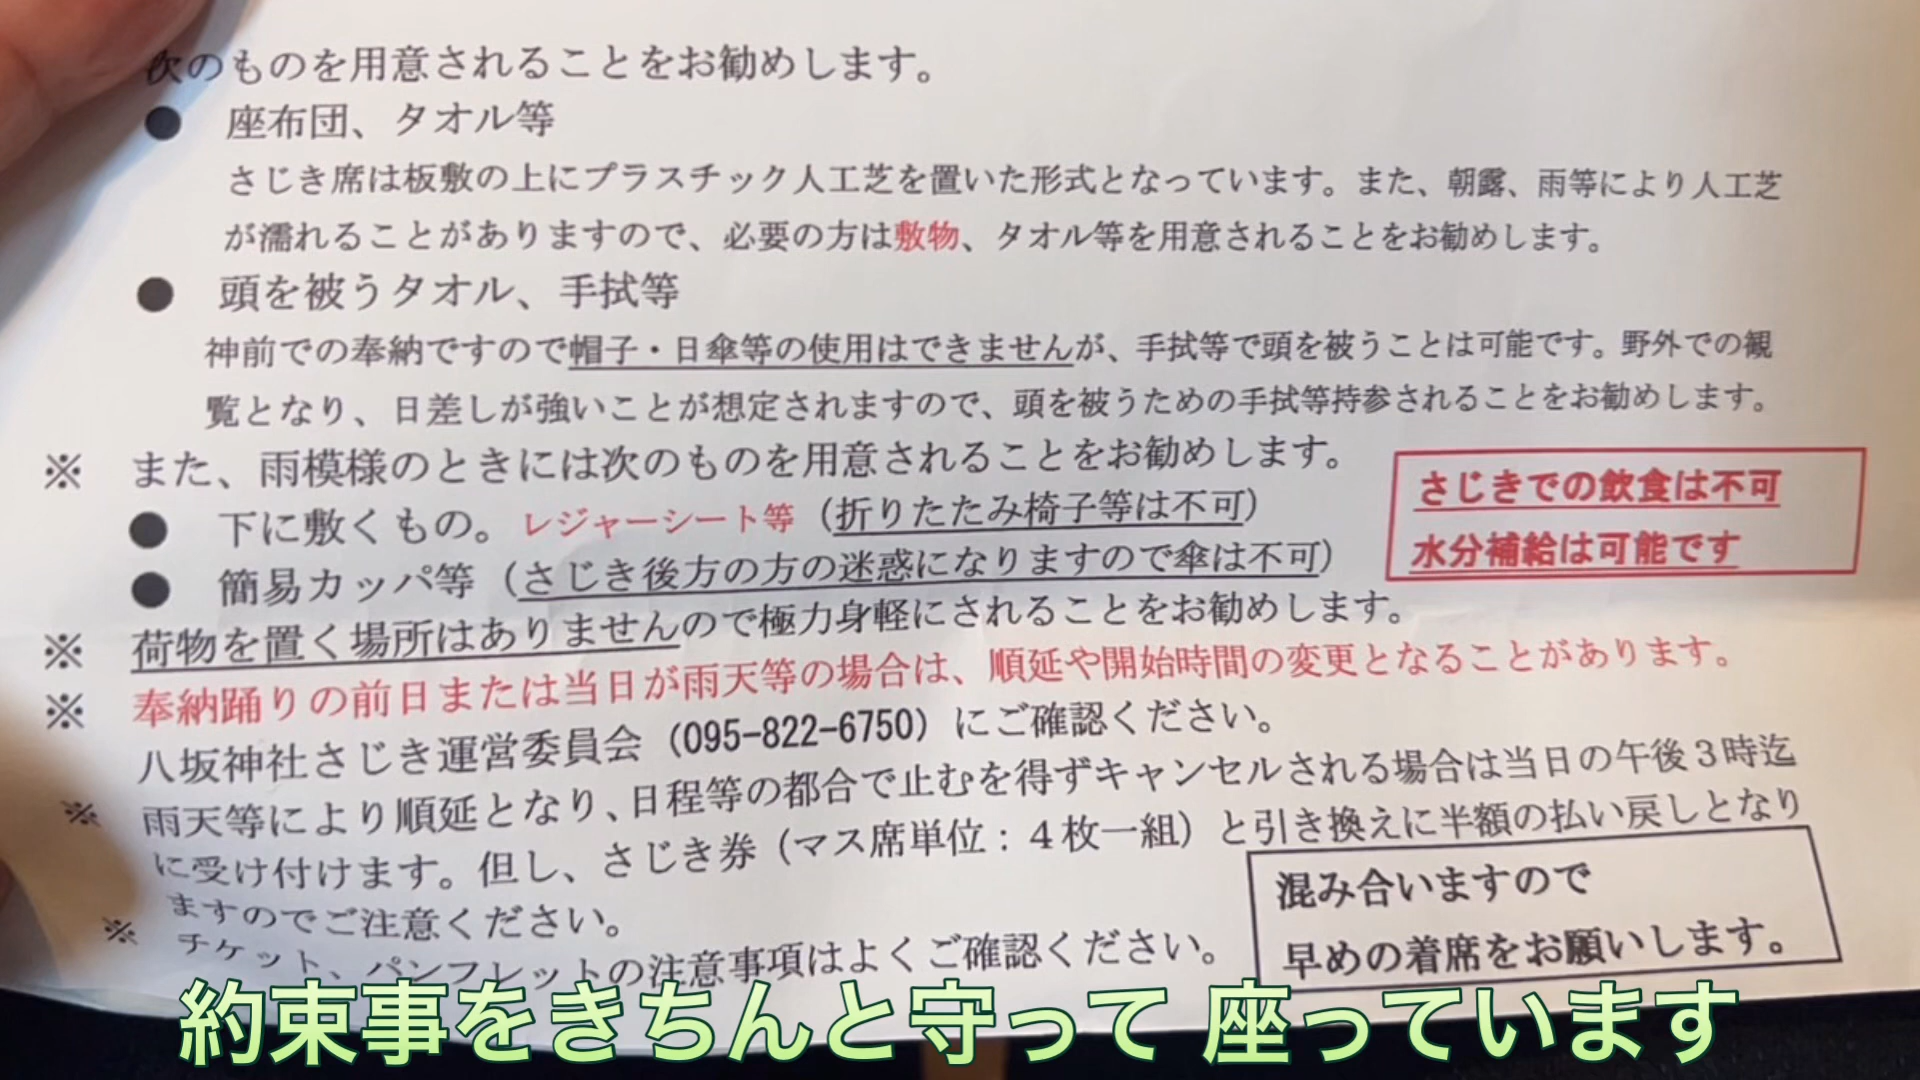 次のものを用意されることをお勧めします。
● 座布団、タオル等
さじき席は板敷の上にプラスチック人工芝を置いた形式となっています。また、朝露、雨等により人工芝
が濡れることがありますので、必要の方は敷物、タオル等を用意されることをお勧めします。
● 頭を被うタオル、手拭等
神前での奉納ですので帽子・日傘等の使用はできませんが、手拭等で頭を被うことは可能です。野外での観
覧となり、日差しが強いことが想定されますので、頭を被うための手拭等持参されることをお勧めします。
※ また、雨模様のときには次のものを用意されることをお勧めします。
● 下に敷くもの。レジャーシート等（折りたたみ椅子等は不可）
● 簡易カッパ等（さじき後方の方の迷惑になりますので傘は不可）
さじきでの飲食は不可
水分補給は可能です
※ 荷物を置く場所はありませんので極力身軽にされることをお勧めします。
※ 奉納踊りの前日または当日が雨天等の場合は、順延や開始時間の変更となることがあります。
八坂神社さじき運営委員会（095-822-6750）にご確認ください。
※ 雨天等により順延となり、日程等の都合で止むを得ずキャンセルされる場合は当日の午後３時迄
に受け付けます。但し、さじき券（マス席単位：４枚一組）と引き換えに半額の払い戻しとなり
ますのでご注意ください。
※ チケット、パンフレットの注意事項はよくご確認ください。
混み合いますので
早めの着席をお願いします。
約束事をきちんと守って 座っています